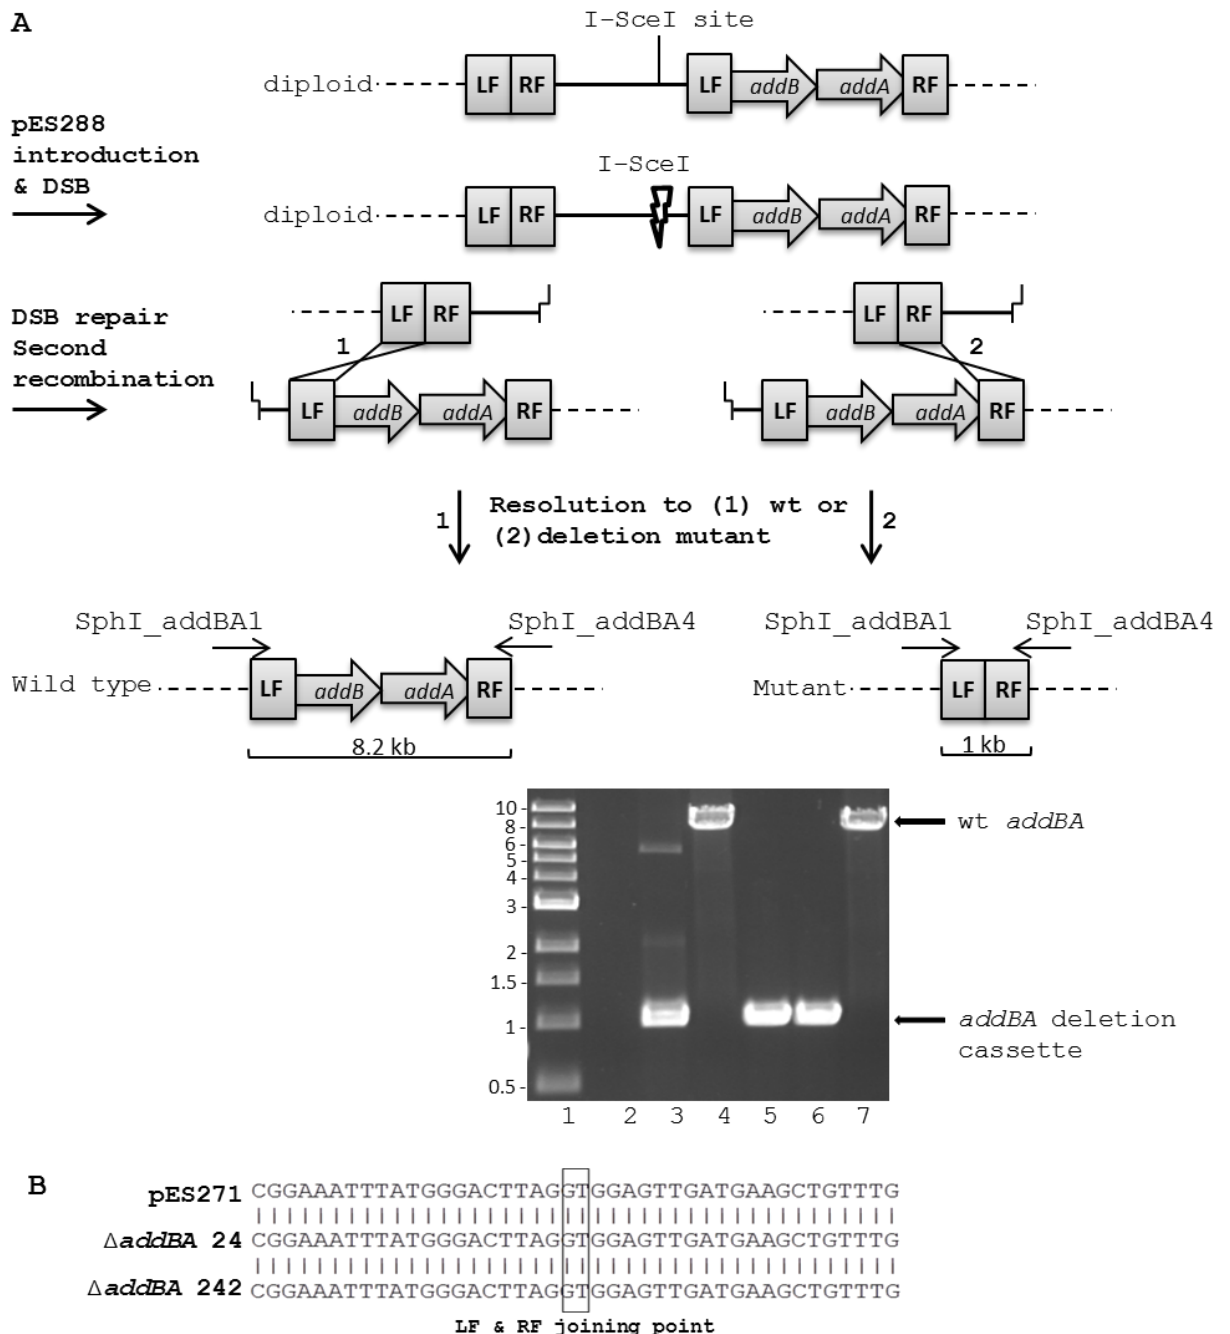 A
I-SceI site
diploid
LF RF LF addB addA RF
pES288
introduction
& DSB
I-SceI
diploid
LF RF LF addB addA RF
DSB repair
Second
recombination
LF RF
1
LF addB addA RF
LF RF
2
LF addB addA RF
1
Resolution to (1) wt or
(2)deletion mutant
2
SphI_addBA1
SphI_addBA4
SphI_addBA1
SphI_addBA4
Wild type
LF addB addA RF
Mutant
LF RF
8.2 kb
1 kb
10 -
8 -
6 -
5 -
4 -
3 -
2 -
1.5 -
1 -
0.5 -
wt addBA
addBA deletion
cassette
1 2 3 4 5 6 7
B
pES271 CGGAAATTTATGGGACTTAGGTGGAGTTGATGAAGCTGTTTG
ΔaddBA 24 CGGAAATTTATGGGACTTAGGTGGAGTTGATGAAGCTGTTTG
ΔaddBA 242 CGGAAATTTATGGGACTTAGGTGGAGTTGATGAAGCTGTTTG
LF & RF joining point